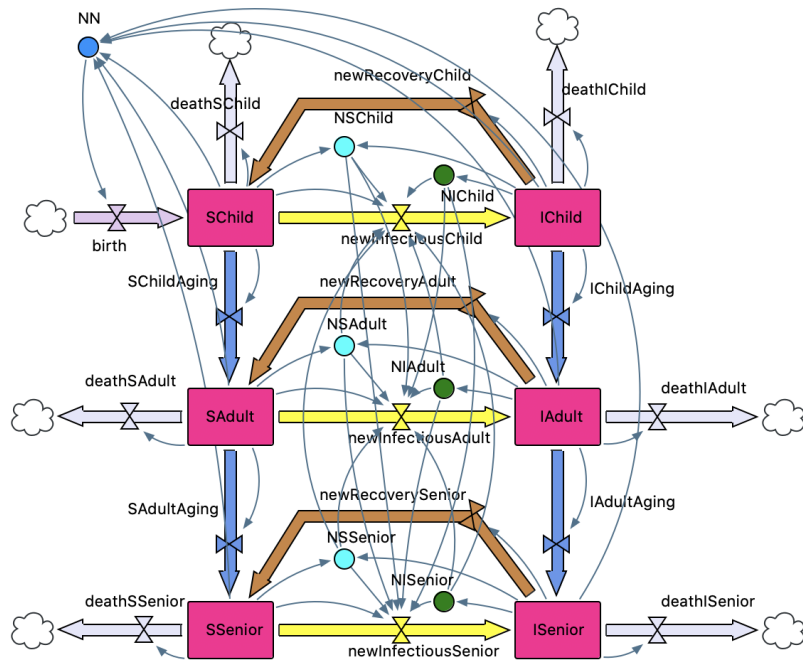 NN
newRecoveryChild
deathSChild
deathIChild
NSChild
NIChild
SChild
IChild
birth
newInfectiousChild
SChildAging
newRecoveryAdult
IChildAging
NSAdult
NIAdult
deathSAdult
deathIAdult
SAdult
IAdult
newInfectiousAdult
SAdultAging
newRecoverySenior
IAdultAging
NSSenior
NISenior
deathSSenior
deathISenior
SSenior
ISenior
newInfectiousSenior